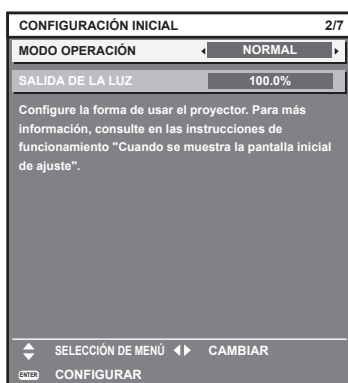 CONFIGURACIÓN INICIAL 2/7
MODO OPERACIÓN NORMAL
SALIDA DE LA LUZ 100.0%
Configure la forma de usar el proyector. Para más
información, consulte en las instrucciones de
funcionamiento "Cuando se muestra la pantalla inicial
de ajuste".
SELECCIÓN DE MENÚ CAMBIAR
ENTER CONFIGURAR